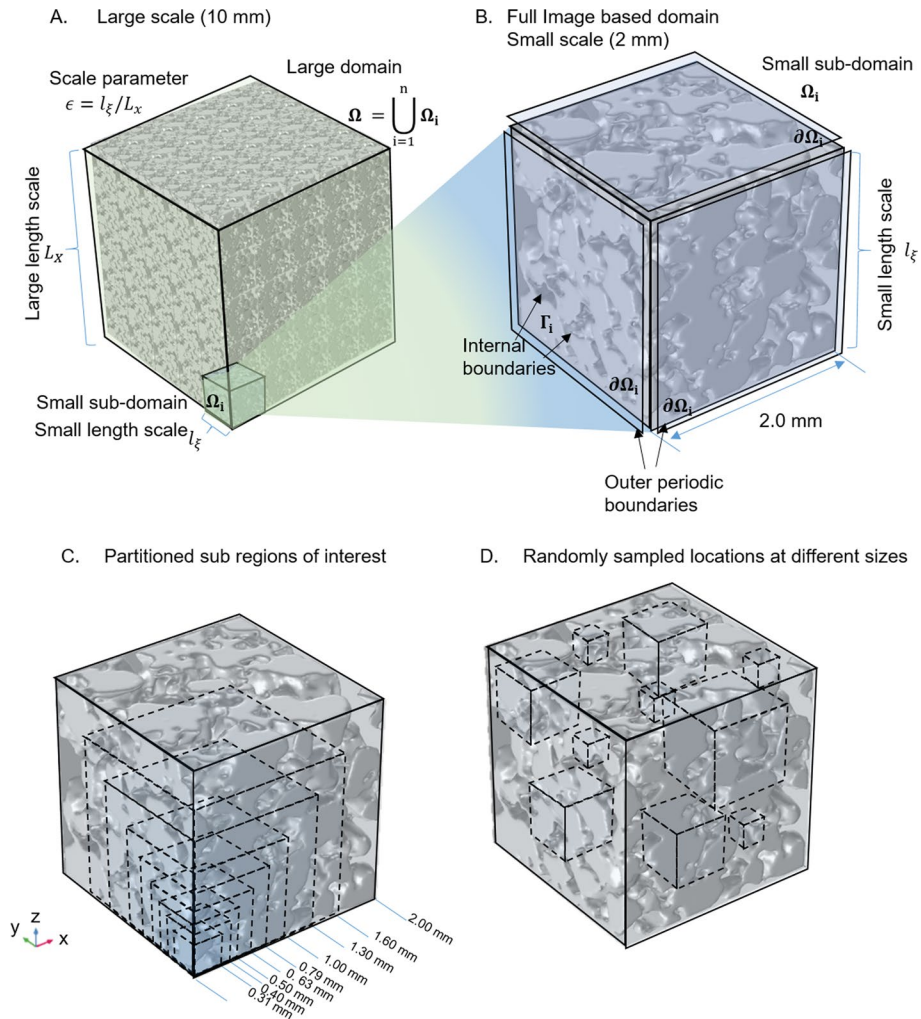 A. Large scale (10 mm)
Scale parameter
ϵ = l_ξ/L_x
Large domain
Ω = ⋃_{i=1}^{n} Ω_i
Large length scale
L_X
Small sub-domain
Ω_i
Small length scale l_ξ
B. Full Image based domain
Small scale (2 mm)
Small sub-domain
Ω_i
∂Ω_i
Small length scale
l_ξ
Γ_i
Internal
boundaries
∂Ω_i
∂Ω_i
2.0 mm
Outer periodic
boundaries
C. Partitioned sub regions of interest
z
y
x
2.00 mm
1.60 mm
1.30 mm
1.00 mm
0.79 mm
0. 63 mm
0.50 mm
0.40 mm
0.31 mm
D. Randomly sampled locations at different sizes